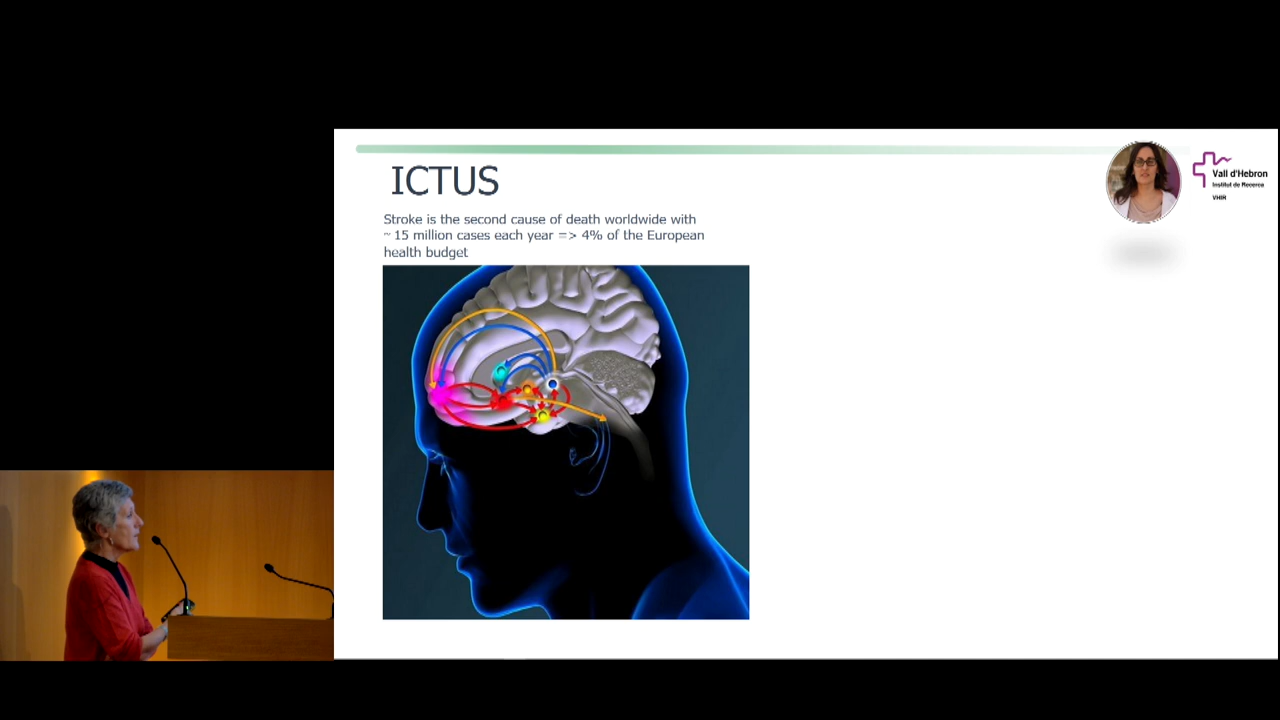 ICTUS
Stroke is the second cause of death worldwide with
~ 15 million cases each year => 4% of the European
health budget
Vall d'Hebron
Institut de Recerca
VHIR